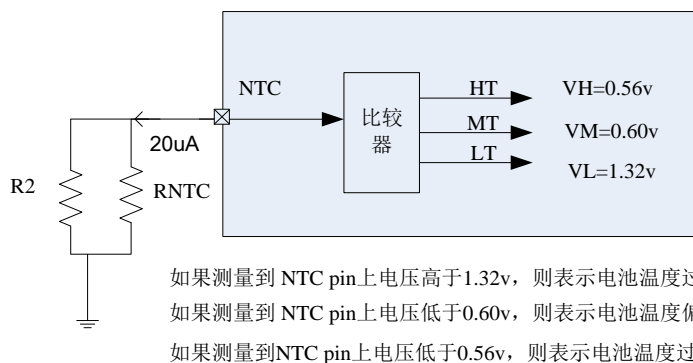 NTC
HT
VH=0.56v
比较
器
MT
VM=0.60v
20uA
LT
VL=1.32v
R2
RNTC
如果测量到 NTC pin上电压高于1.32v，则表示电池温度过
如果测量到 NTC pin上电压低于0.60v，则表示电池温度偏
如果测量到NTC pin上电压低于0.56v，则表示电池温度过